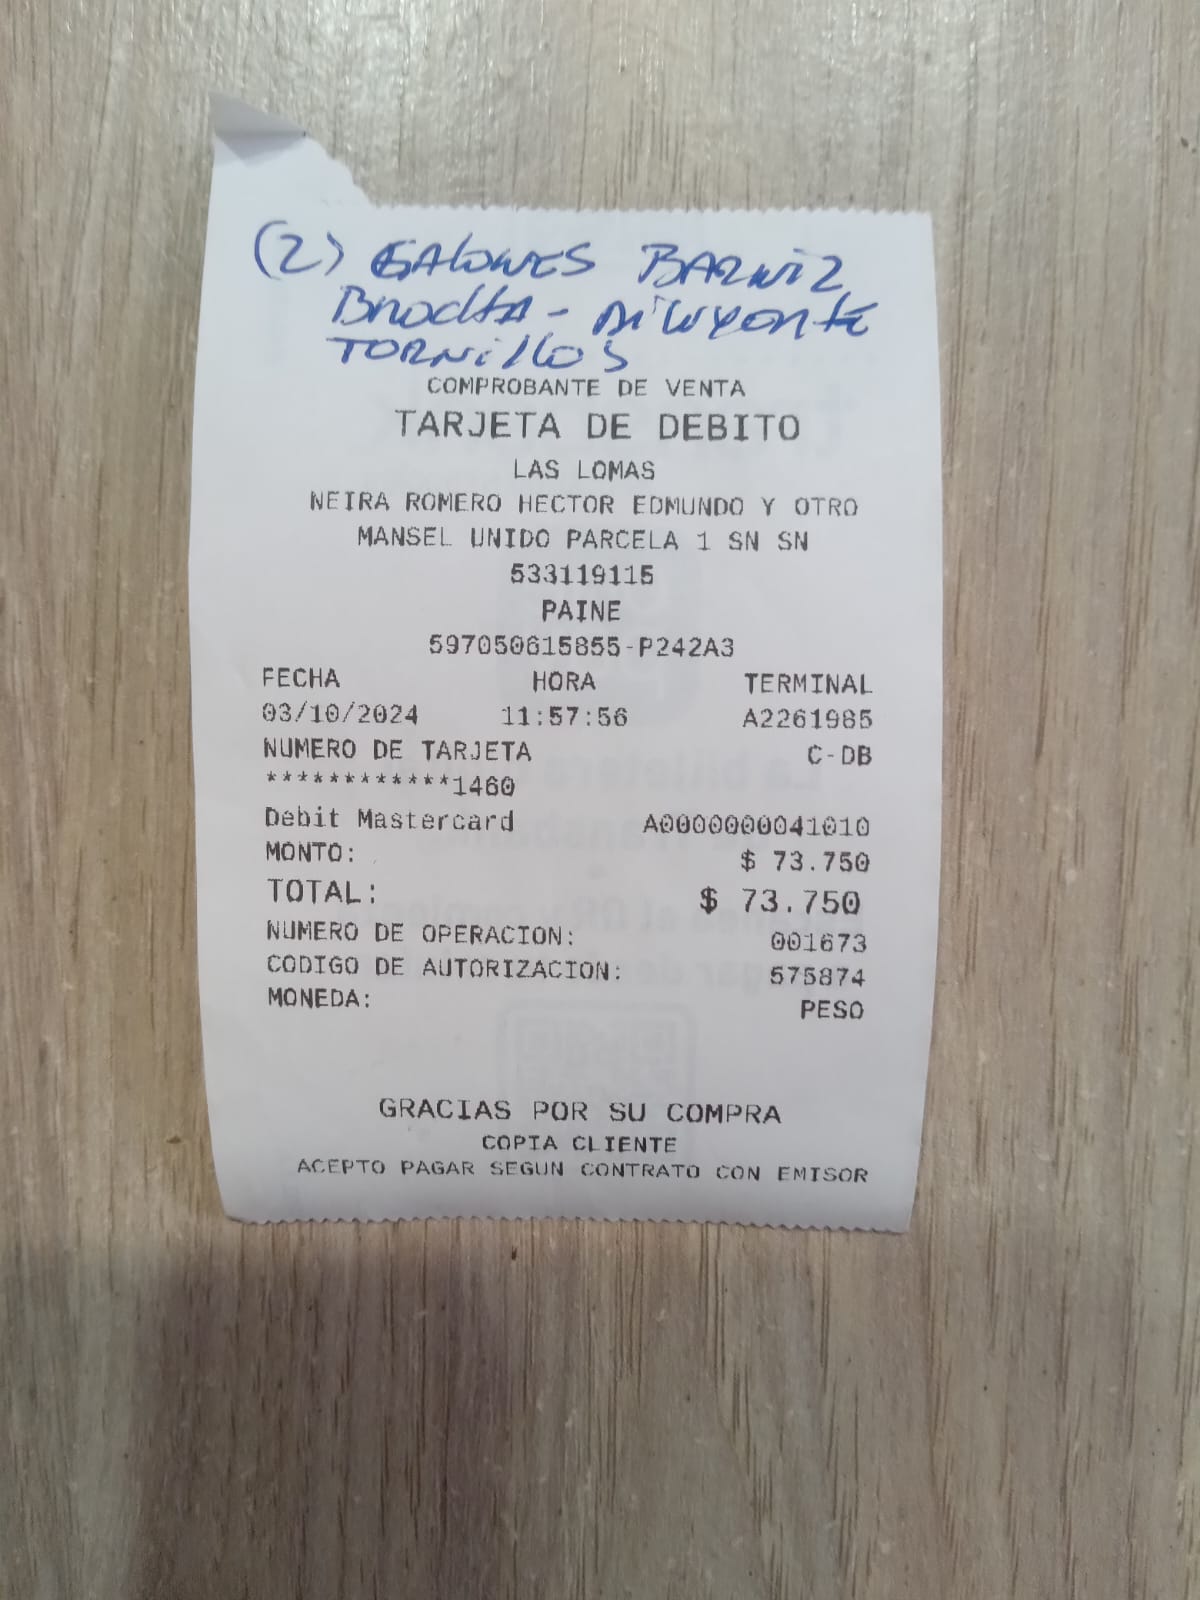 (2) GALONES BARNIZ
BROCHA - DILUYENTE
TORNILLOS
COMPROBANTE DE VENTA
TARJETA DE DEBITO
LAS LOMAS
NEIRA ROMERO HECTOR EDMUNDO Y OTRO
MANSEL UNIDO PARCELA 1 SN SN
533119115
PAINE
597050615855-P242A3
FECHA HORA TERMINAL
03/10/2024 11:57:56 A2261985
NUMERO DE TARJETA C-DB
************1460
Debit Mastercard A0000000041010
MONTO: $ 73.750
TOTAL: $ 73.750
NUMERO DE OPERACION: 001673
CODIGO DE AUTORIZACION: 575874
MONEDA: PESO
GRACIAS POR SU COMPRA
COPIA CLIENTE
ACEPTO PAGAR SEGUN CONTRATO CON EMISOR